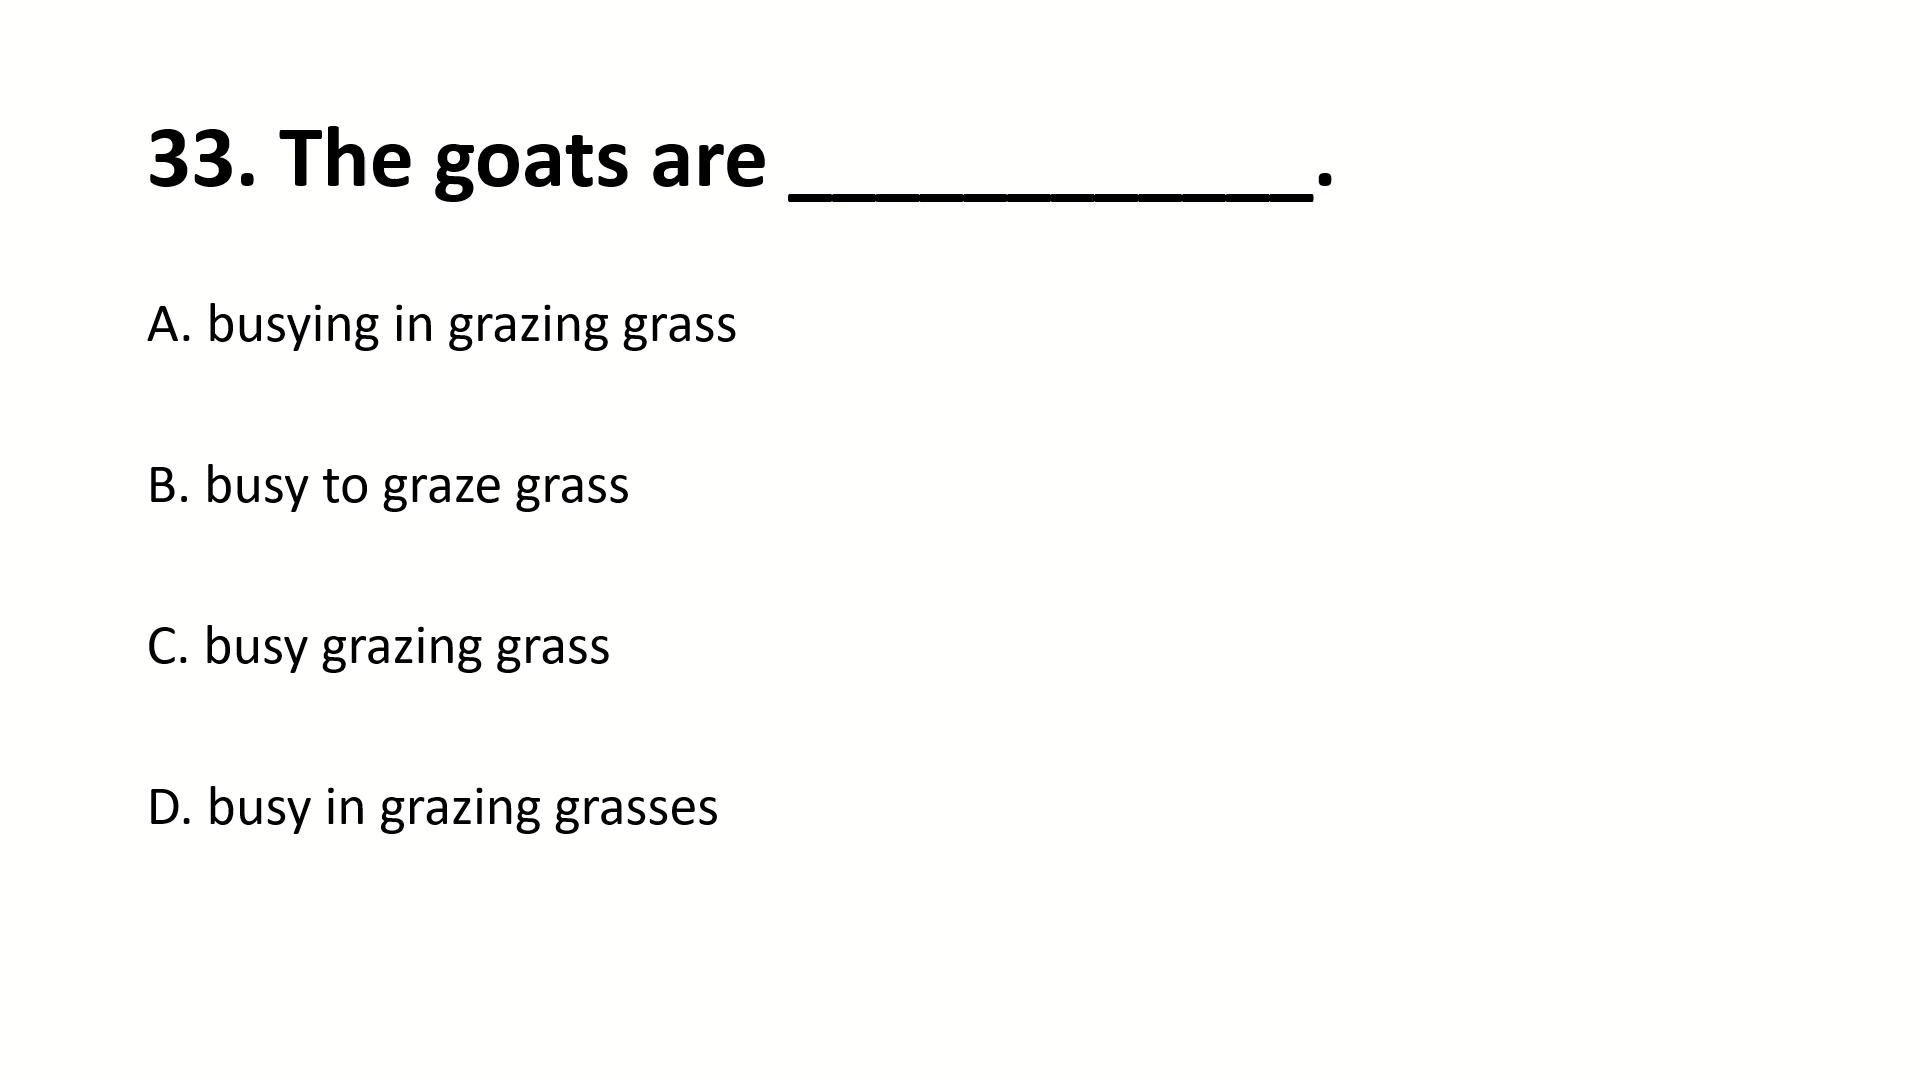 33. The goats are ____________.
A. busying in grazing grass
B. busy to graze grass
C. busy grazing grass
D. busy in grazing grasses